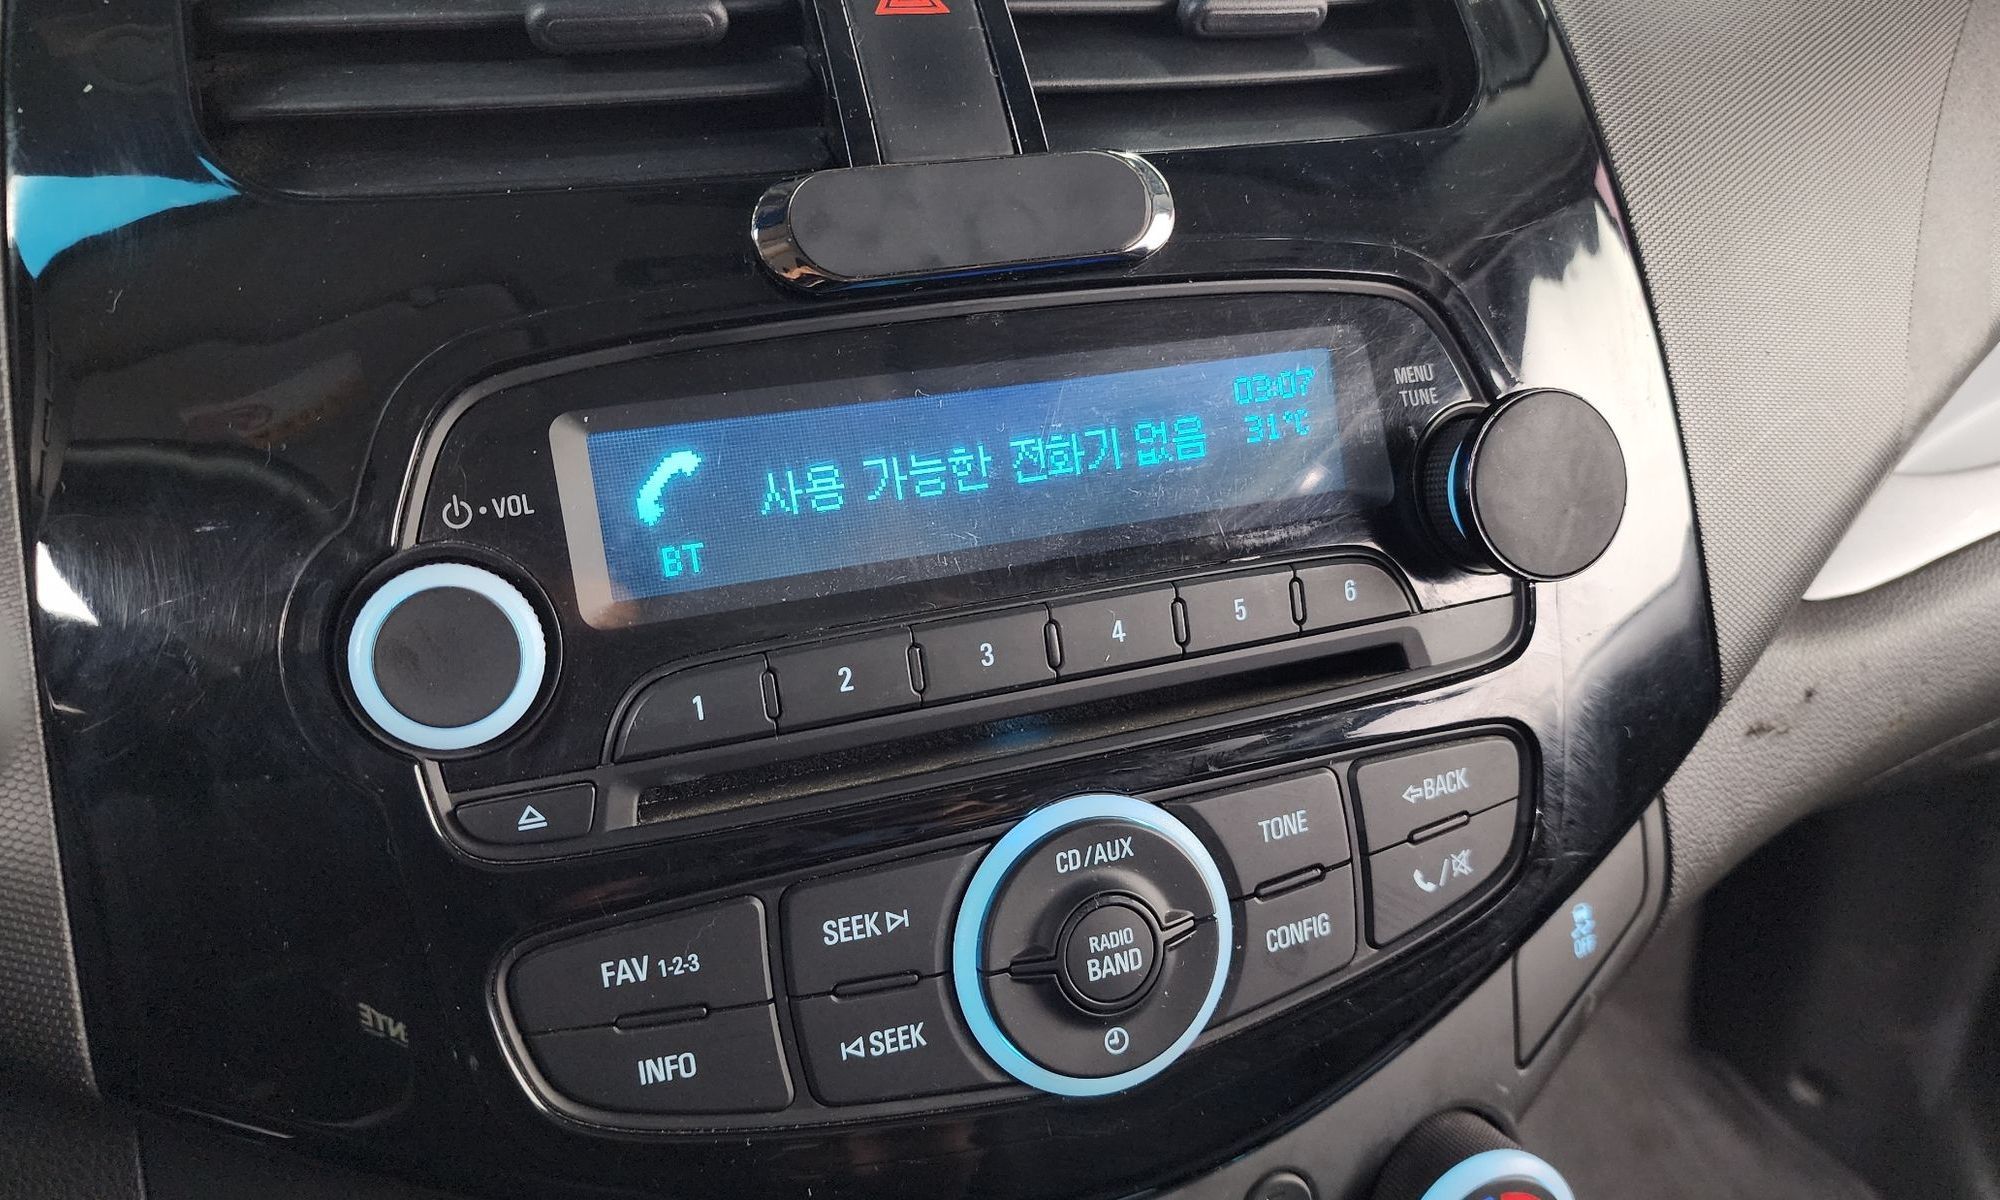 03:07
사용 가능한 전화기 없음
31℃
BT
MENU
TUNE
VOL
1
2
3
4
5
6
CD/AUX
RADIO
BAND
FAV 1-2-3
INFO
SEEK
SEEK
TONE
CONFIG
BACK
OFF